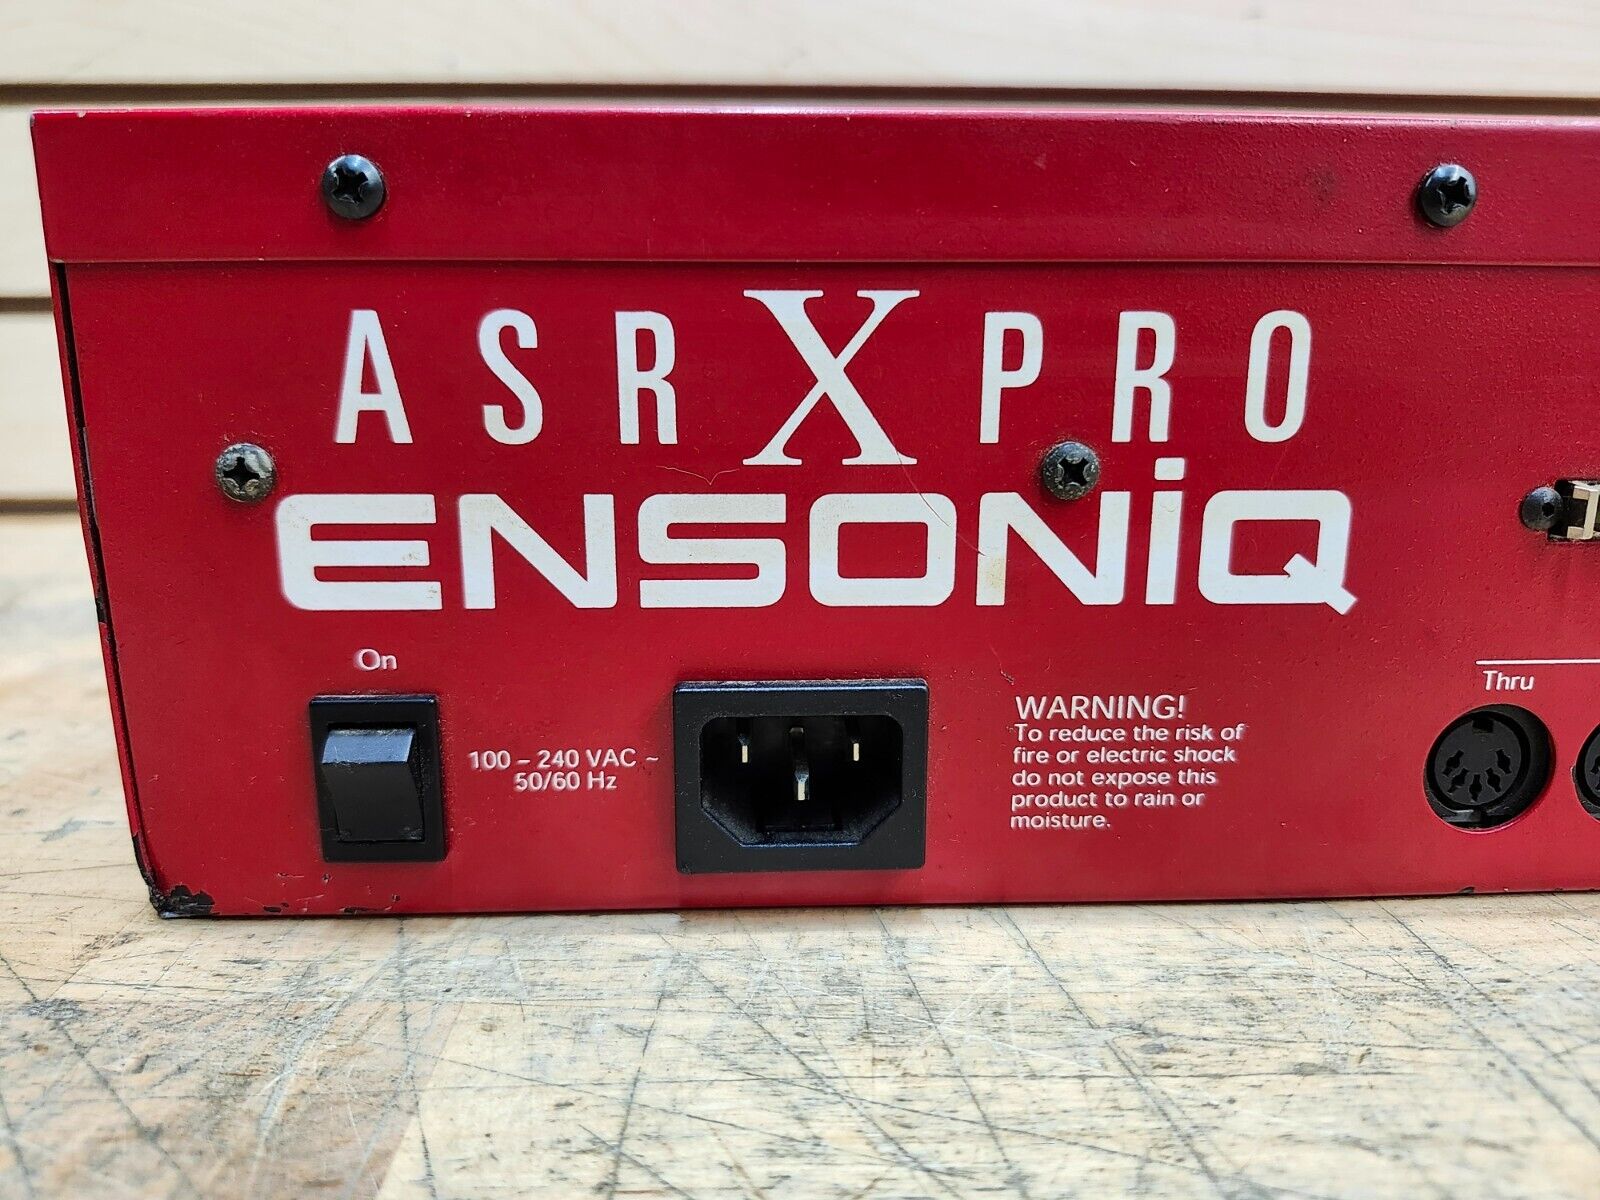 ASR X PRO
ENSONIQ
On
100 – 240 VAC ~
50/60 Hz
WARNING!
To reduce the risk of
fire or electric shock
do not expose this
product to rain or
moisture.
Thru